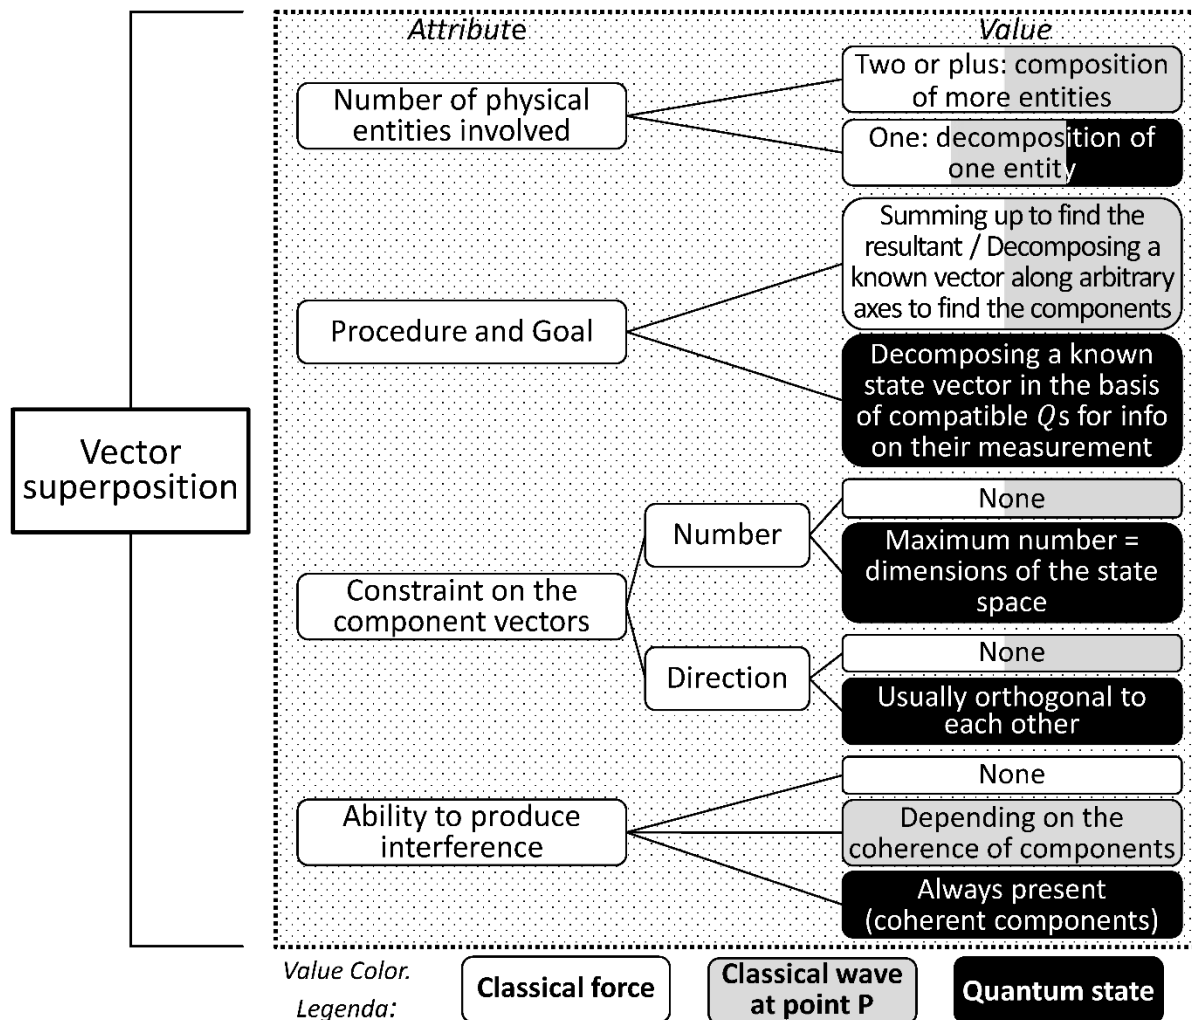 Attribute
Value
Number of physical
entities involved
Two or plus: composition
of more entities
One: decomposition of
one entity
Vector
superposition
Procedure and Goal
Summing up to find the
resultant / Decomposing a
known vector along arbitrary
axes to find the components
Decomposing a known
state vector in the basis
of compatible Qs for info
on their measurement
Constraint on the
component vectors
Number
None
Maximum number =
dimensions of the state
space
Direction
None
Usually orthogonal to
each other
Ability to produce
interference
None
Depending on the
coherence of components
Always present
(coherent components)
Value Color.
Legenda:
Classical force
Classical wave
at point P
Quantum state